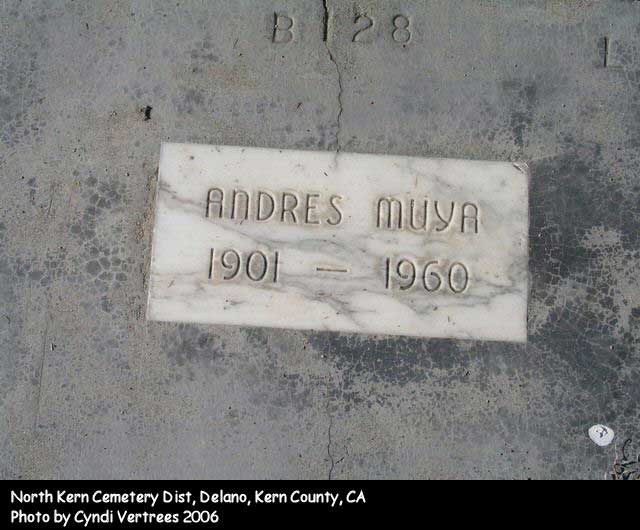 B 128
L
ANDRES MUYA
1901 — 1960
North Kern Cemetery Dist, Delano, Kern County, CA
Photo by Cyndi Vertrees 2006